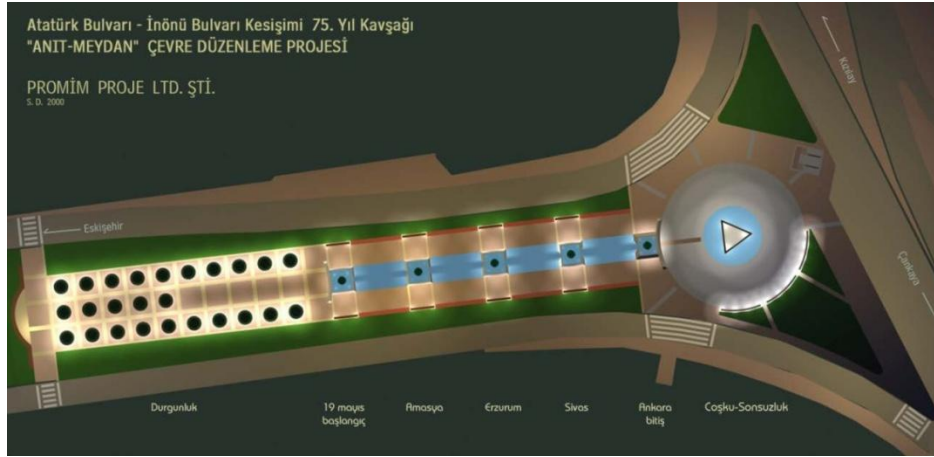 Atatürk Bulvarı - İnönü Bulvarı Kesişimi 75. Yıl Kavşağı
"ANIT-MEYDAN" ÇEVRE DÜZENLEME PROJESİ
PROMİM PROJE LTD. ŞTİ.
S. D. 2000
Kızılay
Eskişehir
Çankaya
Durgunluk
19 mayıs
başlangıç
Amasya
Erzurum
Sivas
Ankara
bitiş
Coşku-Sonsuzluk